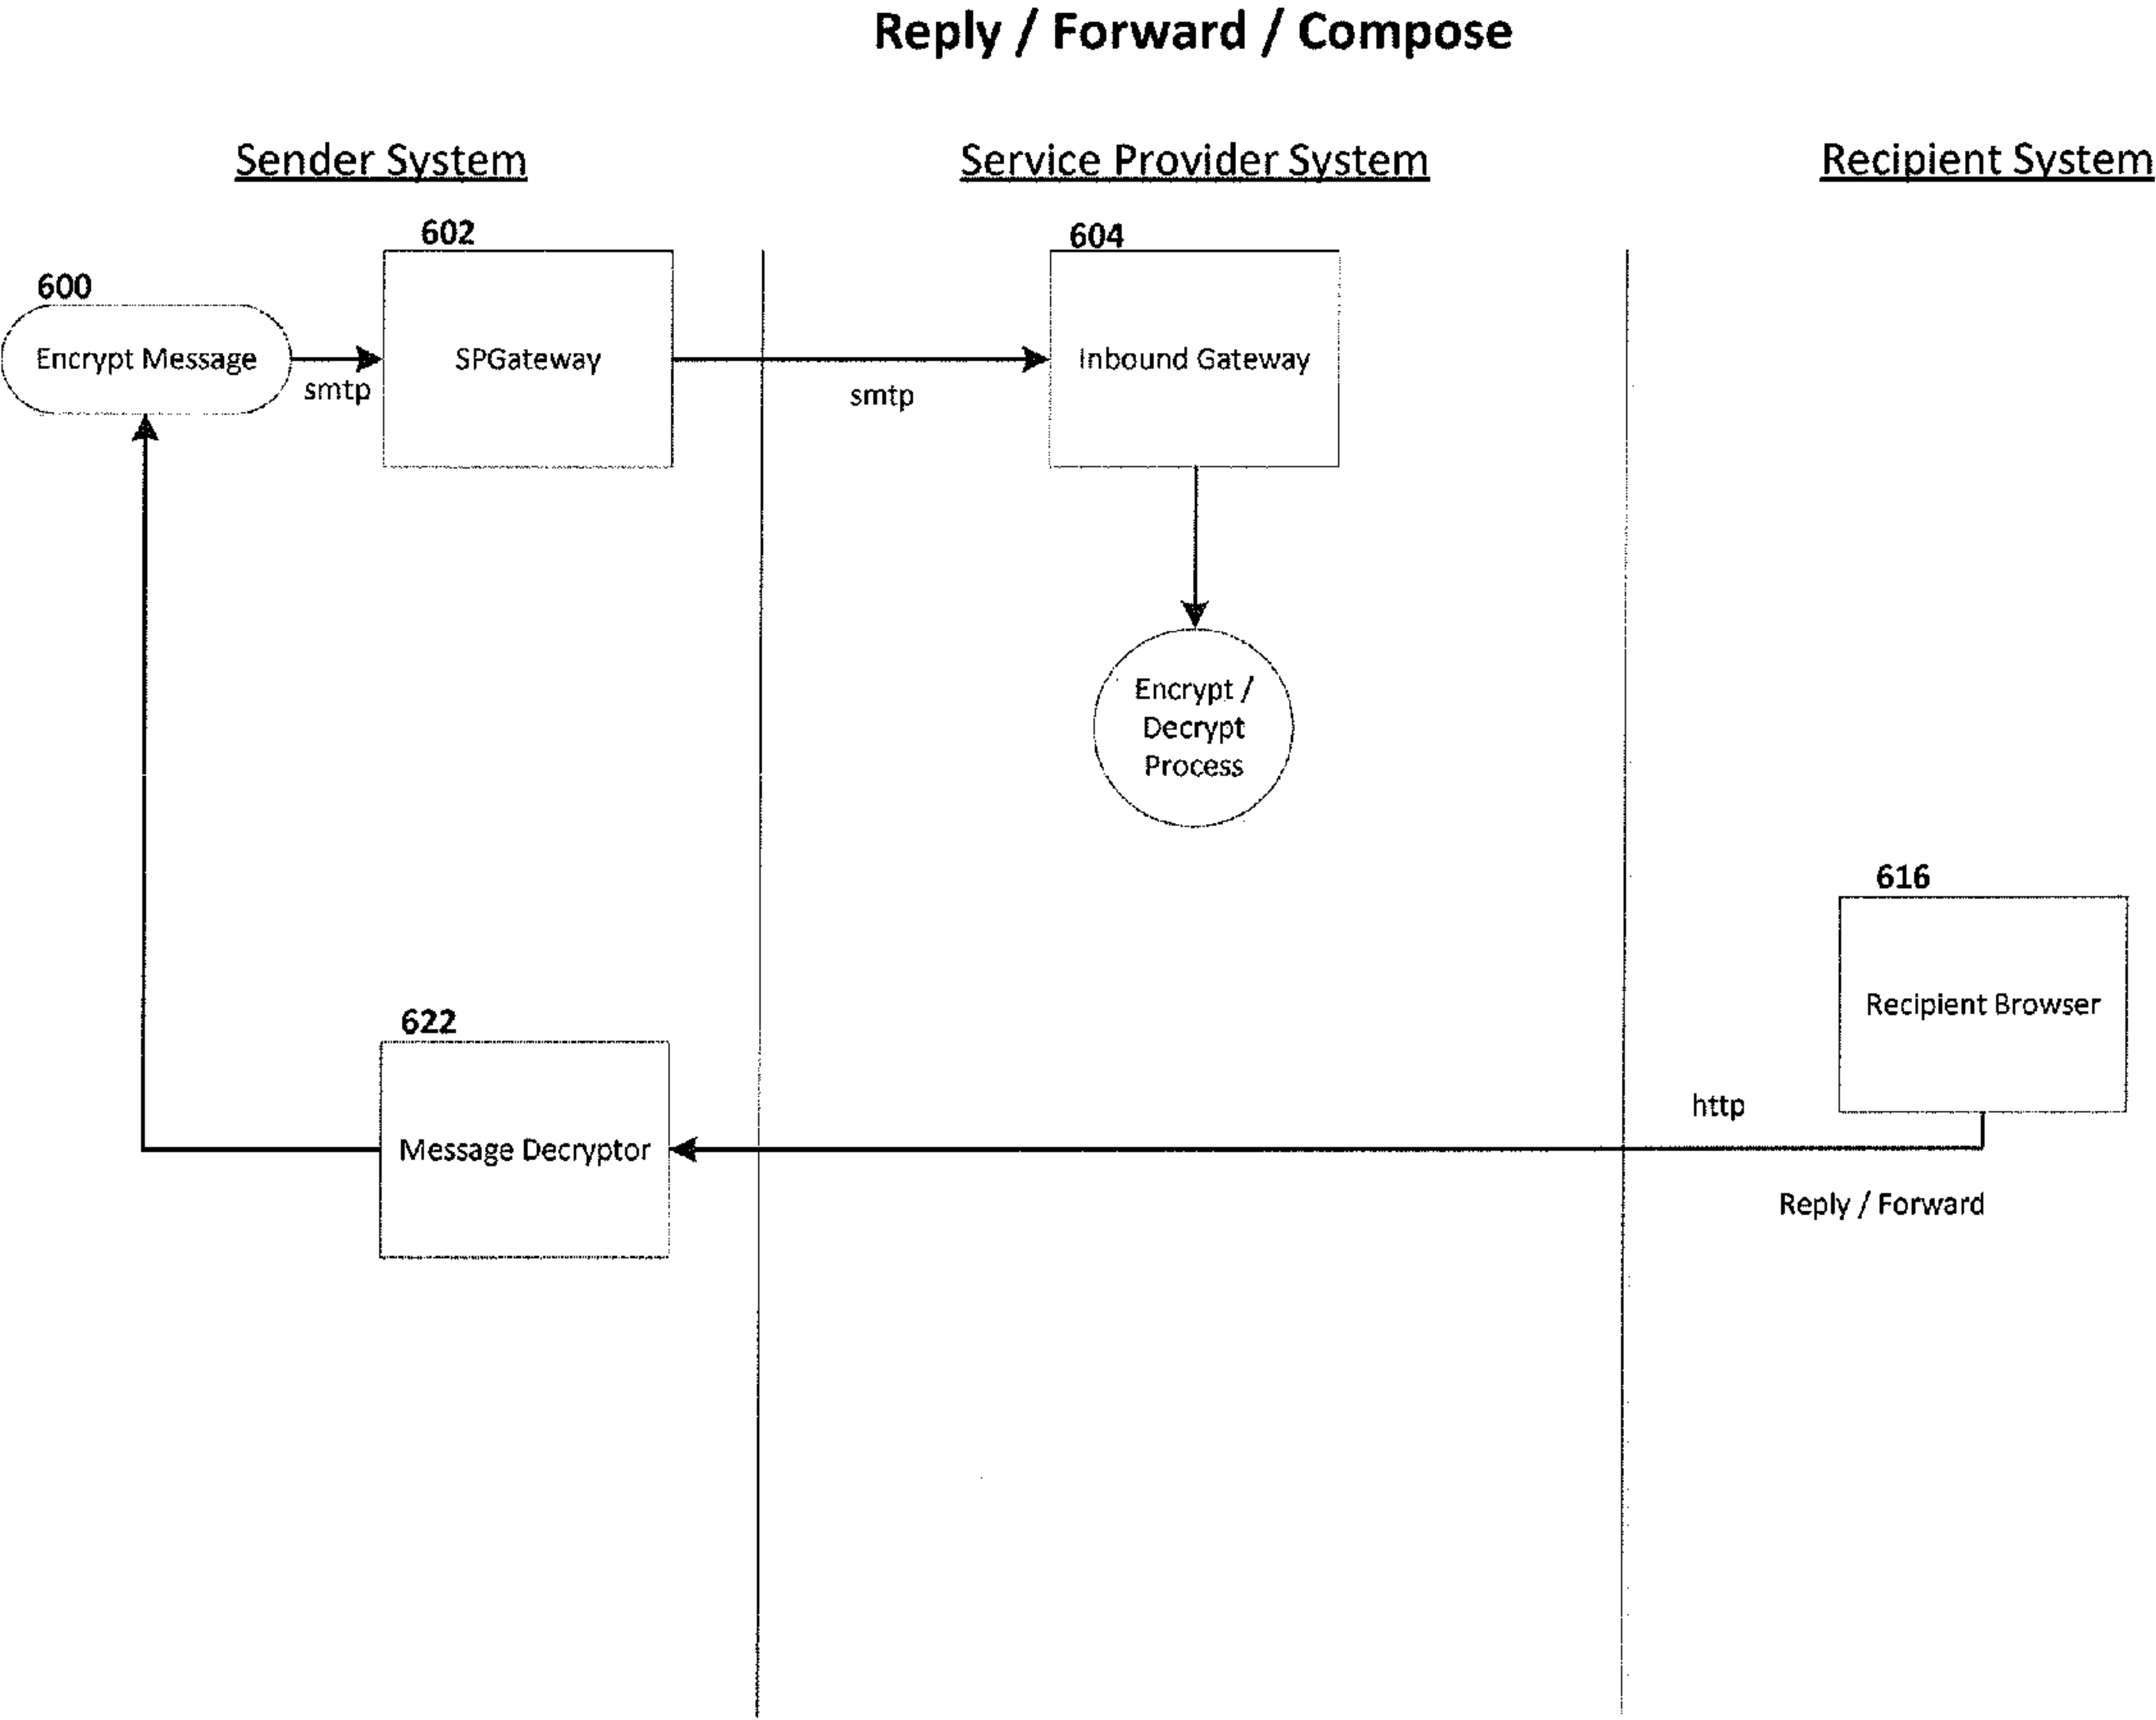 Reply / Forward / Compose
Sender System
Service Provider System
Recipient System
602
604
600
Encrypt Message
smtp
SPGateway
smtp
Inbound Gateway
Encrypt /
Decrypt
Process
616
Recipient Browser
622
Message Decryptor
http
Reply / Forward